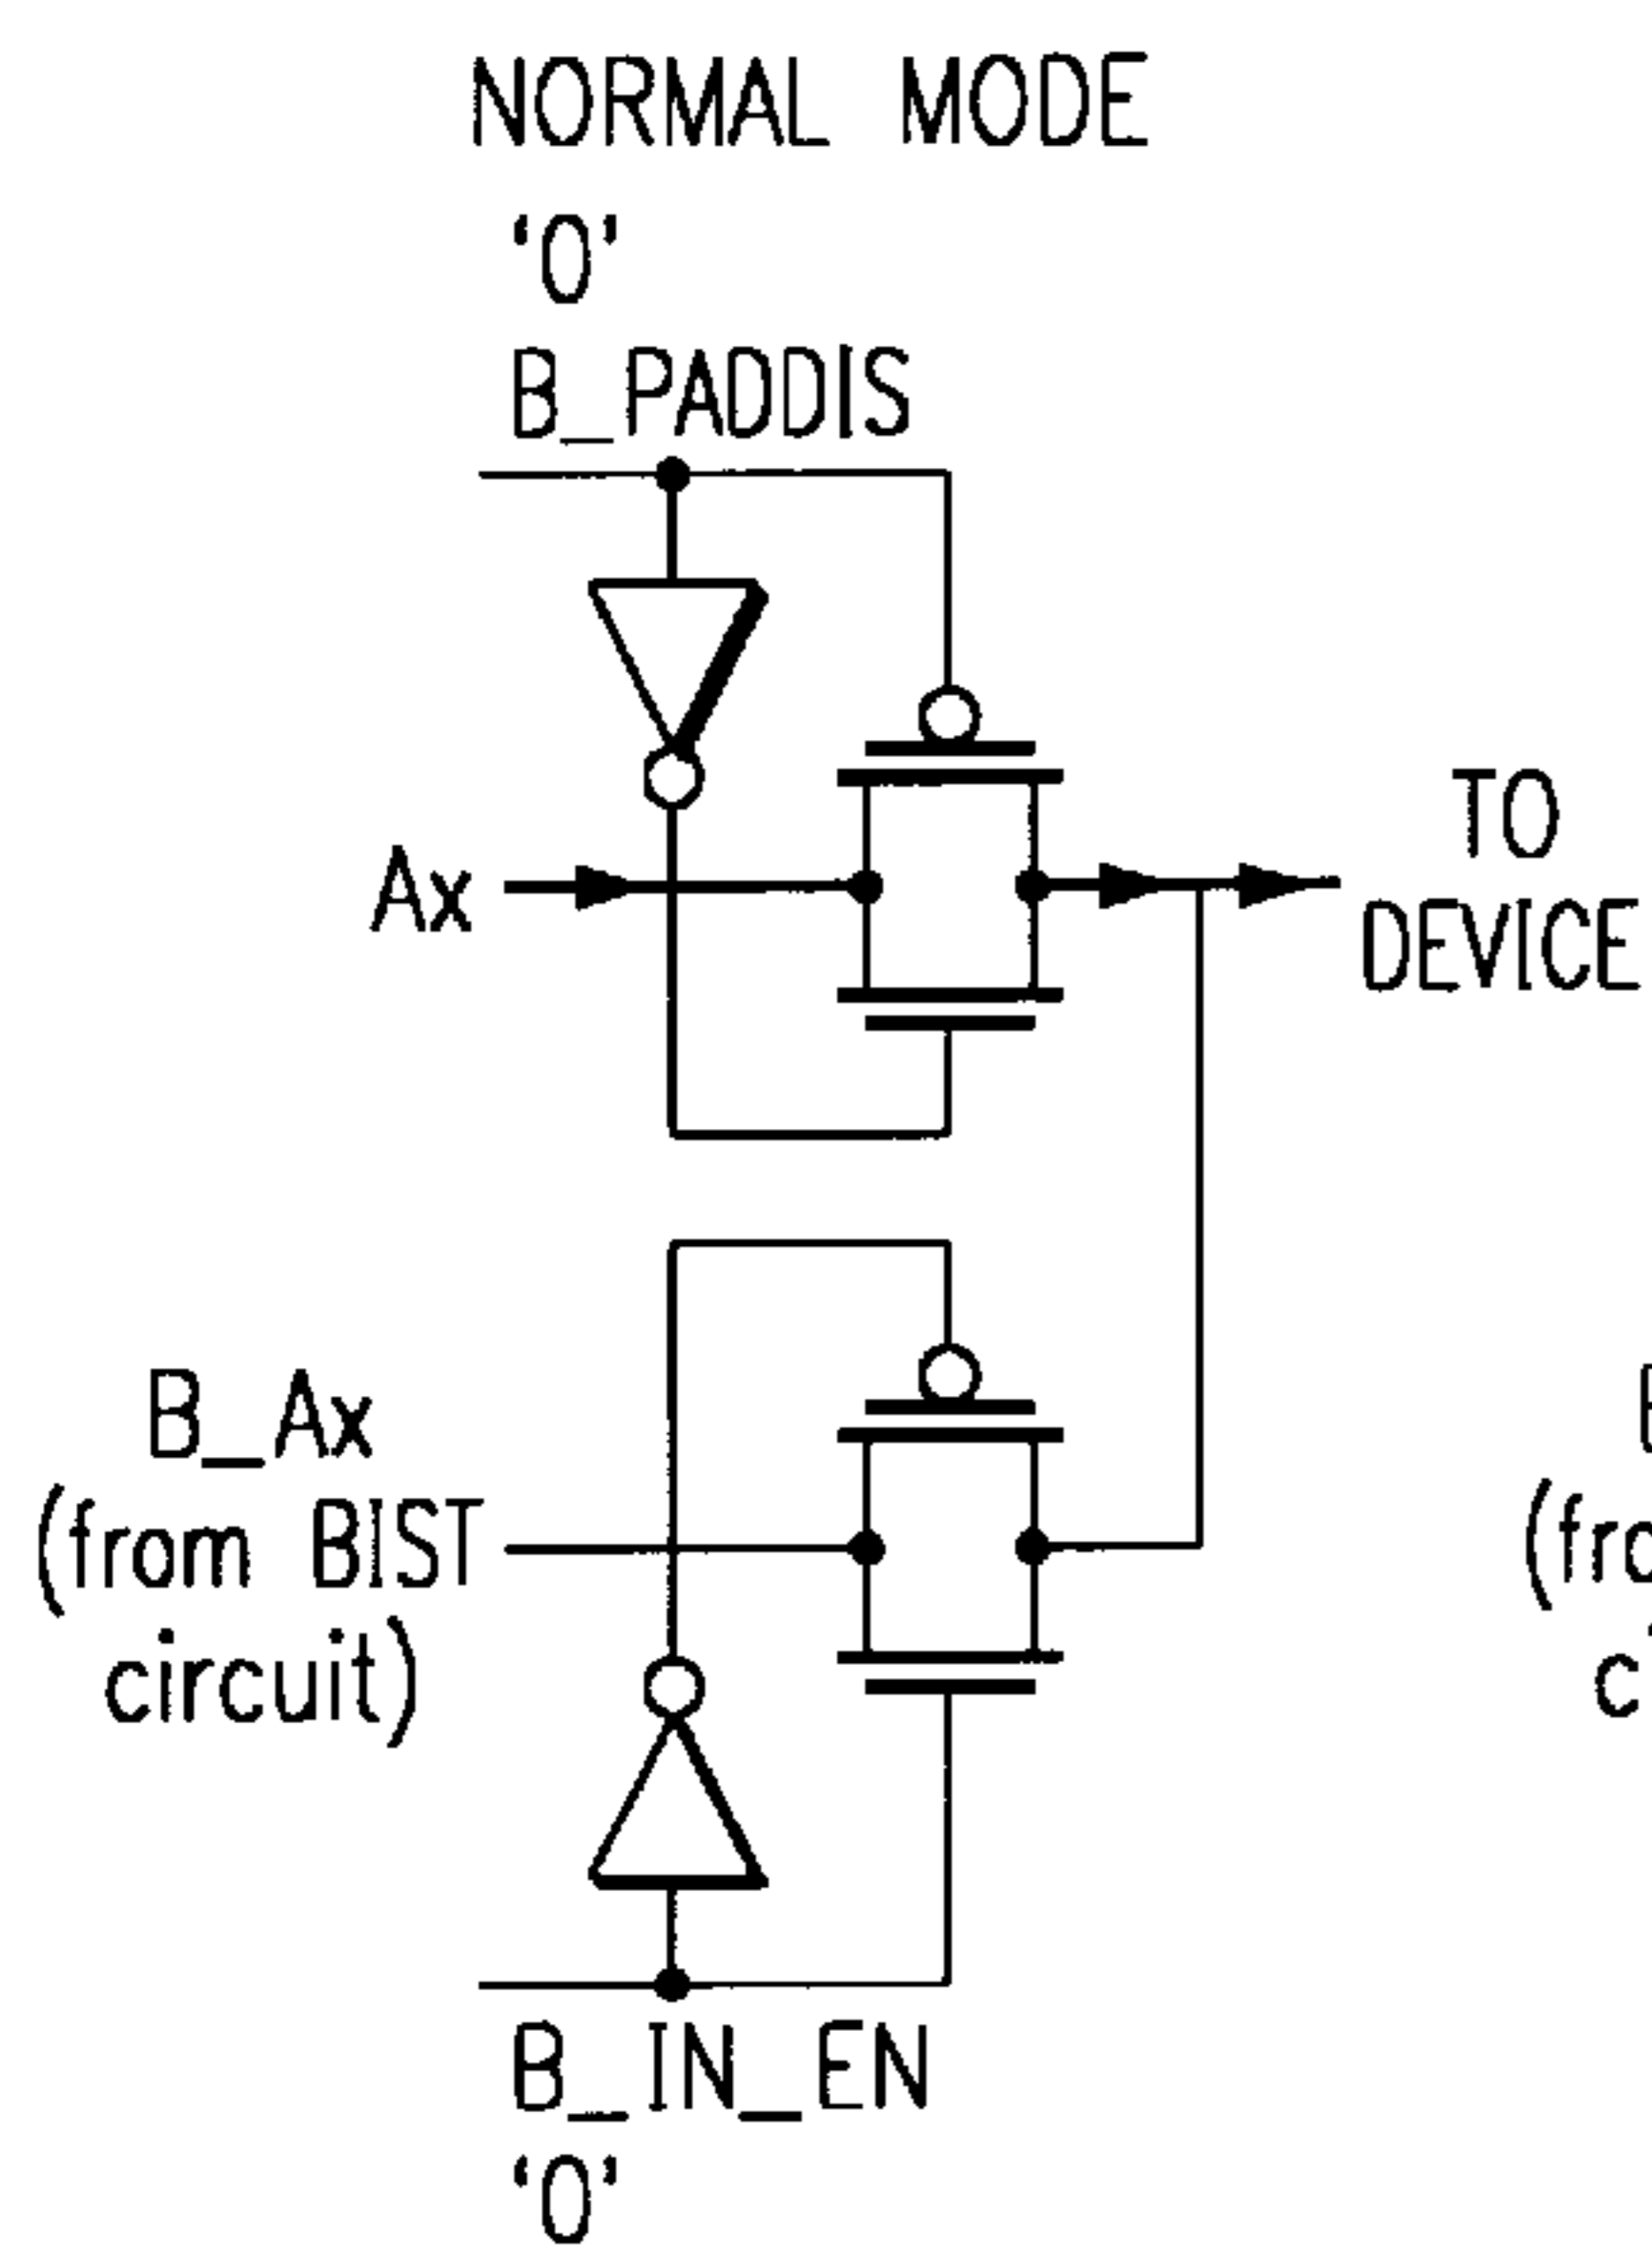 NORMAL MODE
‘0’
B_PADDIS
Ax
TO
DEVICE
B_Ax
(from BIST
circuit)
B_IN_EN
‘0’